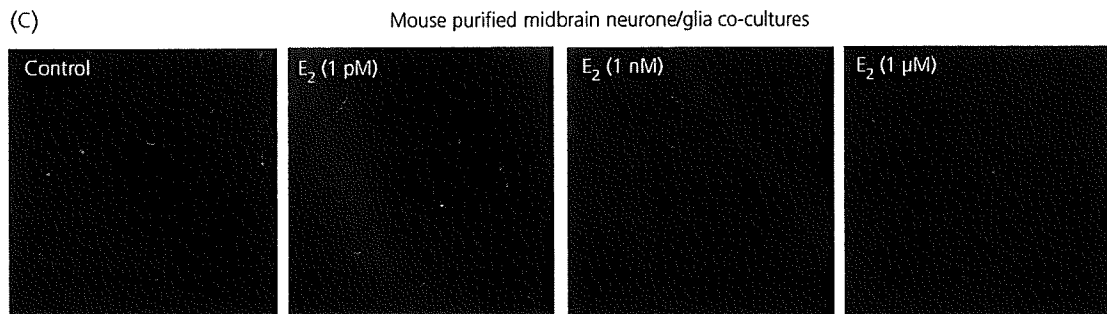 (C)
Mouse purified midbrain neurone/glia co-cultures
Control
E₂ (1 pM)
E₂ (1 nM)
E₂ (1 µM)